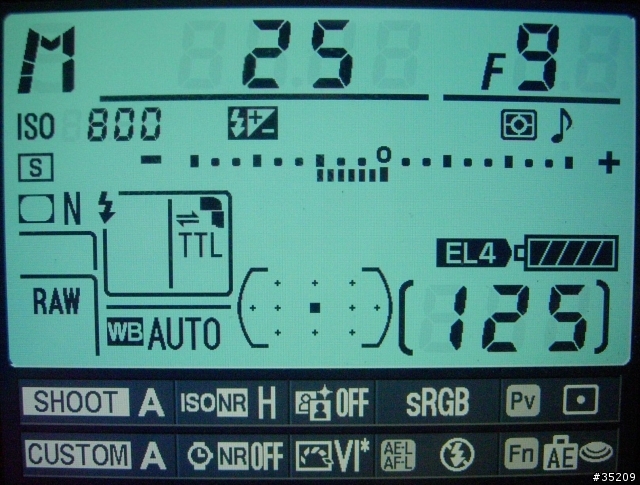 M 25 F9
ISO 800
S
N
TTL
EL4
RAW
WB AUTO
125
SHOOT A ISO NR H OFF sRGB Pv
CUSTOM A NR OFF VI* AE-L AF-L Fn AE
#35209